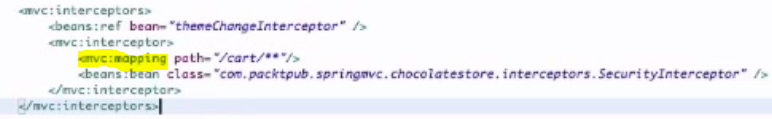 <mvc:interceptors>
<beans:ref bean="themeChangeInterceptor" />
<mvc:interceptor>
<mvc:mapping path="/cart/**"/>
<beans:bean class="com.packtpub.springmvc.chocolatestore.interceptors.SecurityInterceptor" />
</mvc:interceptor>
</mvc:interceptors>